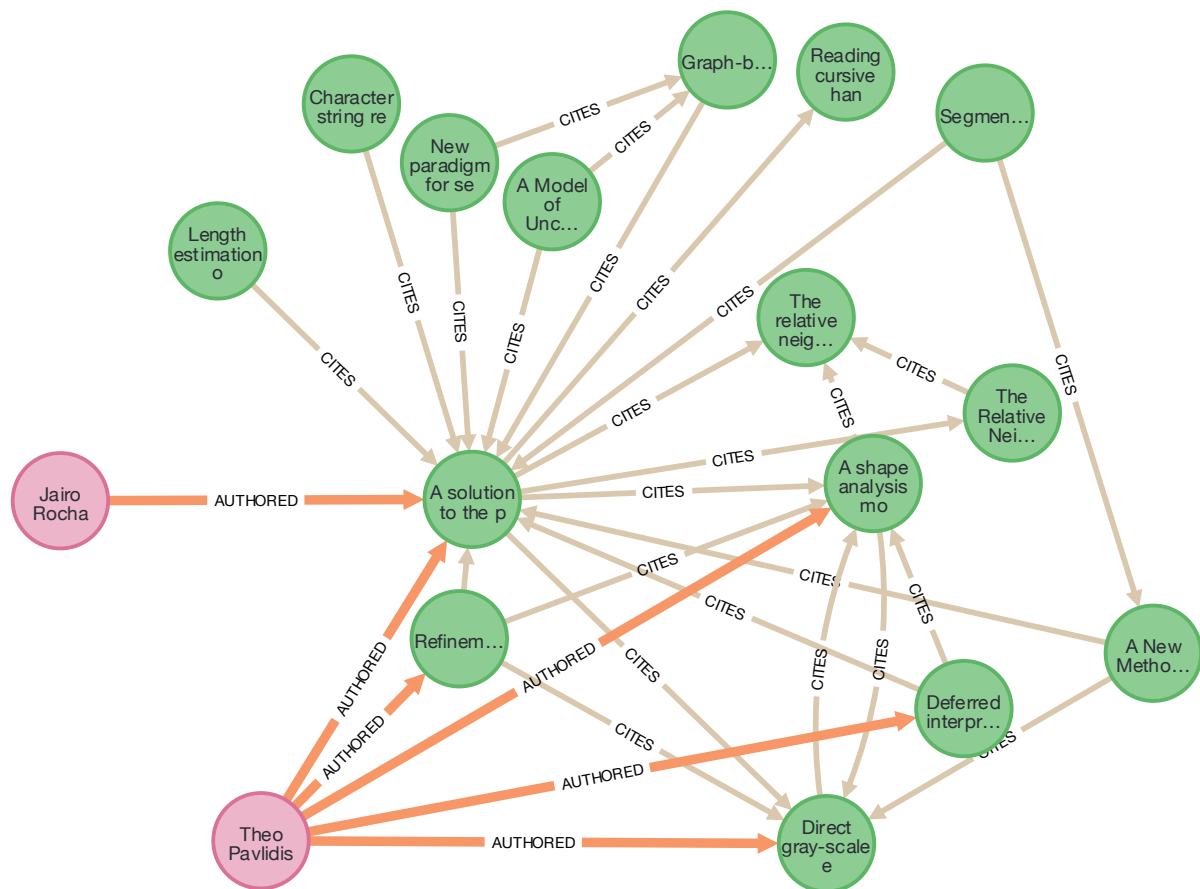 Graph-b…
Reading
cursive
han
Character
string re
Segmen…
New
paradigm
for se
CITES
CITES
A Model
of
Unc…
Length
estimation
o
CITES
CITES
CITES
CITES
CITES
CITES
The
relative
neig…
CITES
CITES
CITES
CITES
CITES
The
Relative
Nei…
CITES
CITES
A shape
analysis
mo
CITES
CITES
Jairo
Rocha
AUTHORED
A solution
to the p
CITES
CITES
CITES
CITES
Refinem…
A New
Metho…
AUTHORED
AUTHORED
CITES
CITES
CITES
Deferred
interpr…
AUTHORED
CITES
CITES
AUTHORED
Theo
Pavlidis
AUTHORED
Direct
gray-scale
e